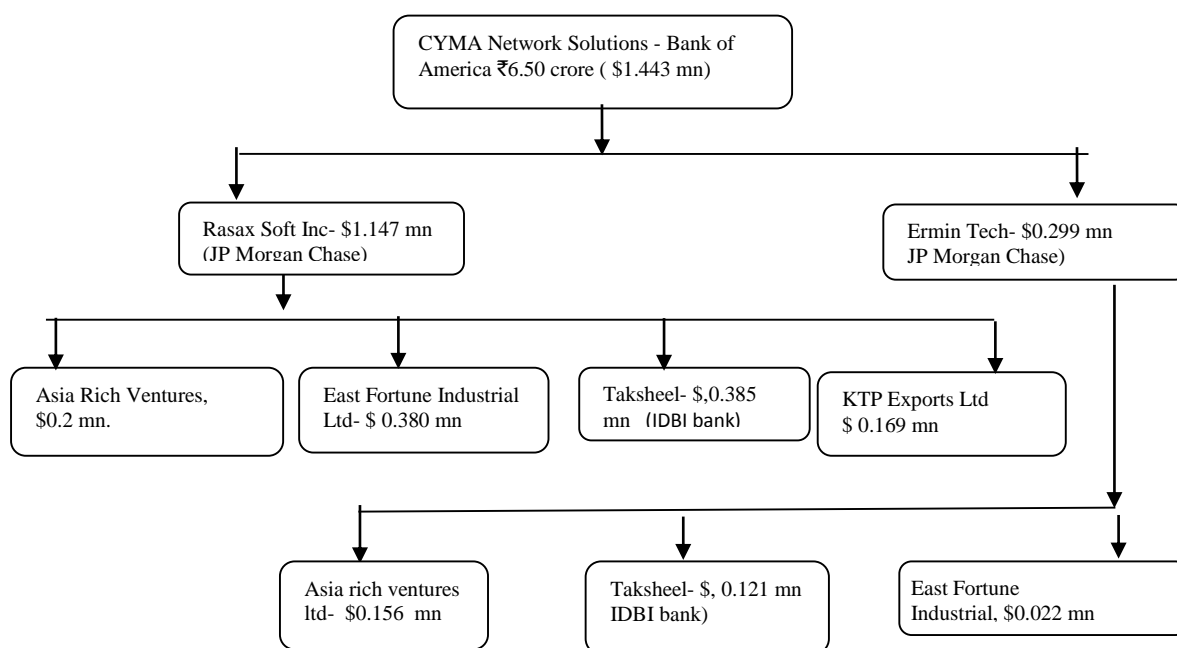 CYMA Network Solutions - Bank of
America ₹6.50 crore ( $1.443 mn)
Rasax Soft Inc- $1.147 mn
(JP Morgan Chase)
Ermin Tech- $0.299 mn
JP Morgan Chase)
Asia Rich Ventures,
$0.2 mn.
East Fortune Industrial
Ltd- $ 0.380 mn
Taksheel- $,0.385
mn (IDBI bank)
KTP Exports Ltd
$ 0.169 mn
Asia rich ventures
ltd- $0.156 mn
Taksheel- $, 0.121 mn
IDBI bank)
East Fortune
Industrial, $0.022 mn